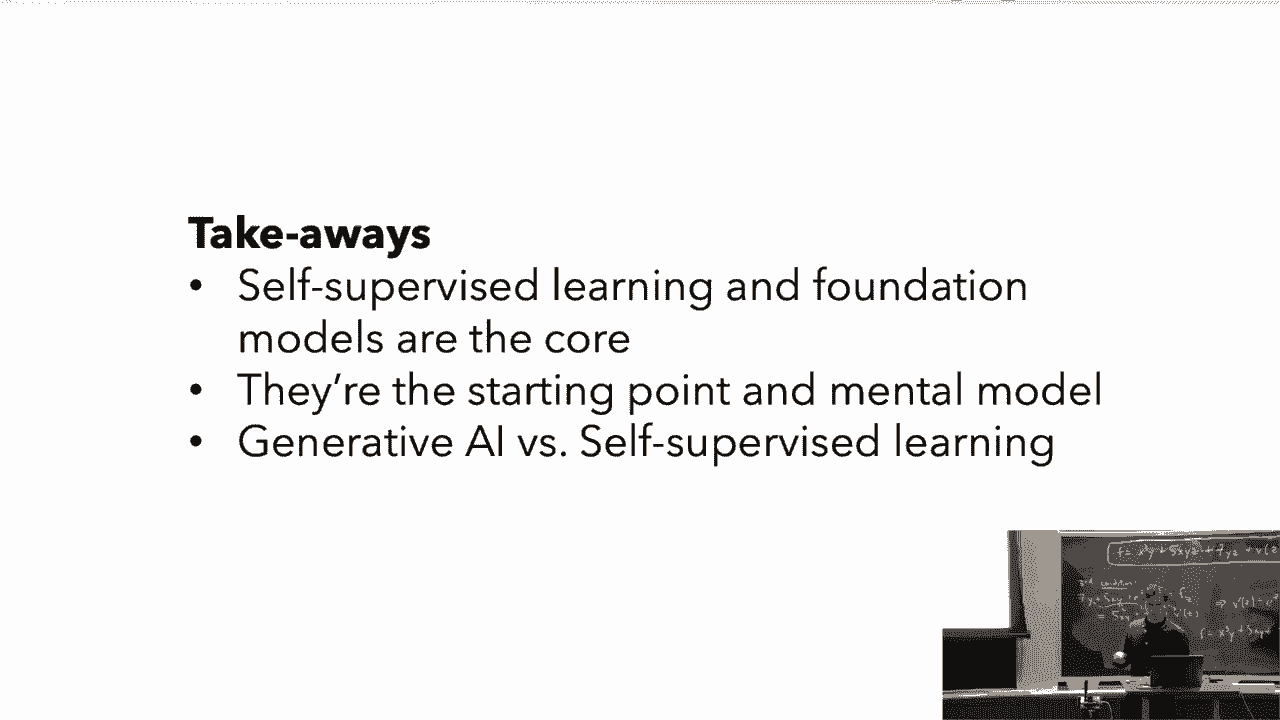 Take-aways
• Self-supervised learning and foundation
models are the core
• They’re the starting point and mental model
• Generative AI vs. Self-supervised learning